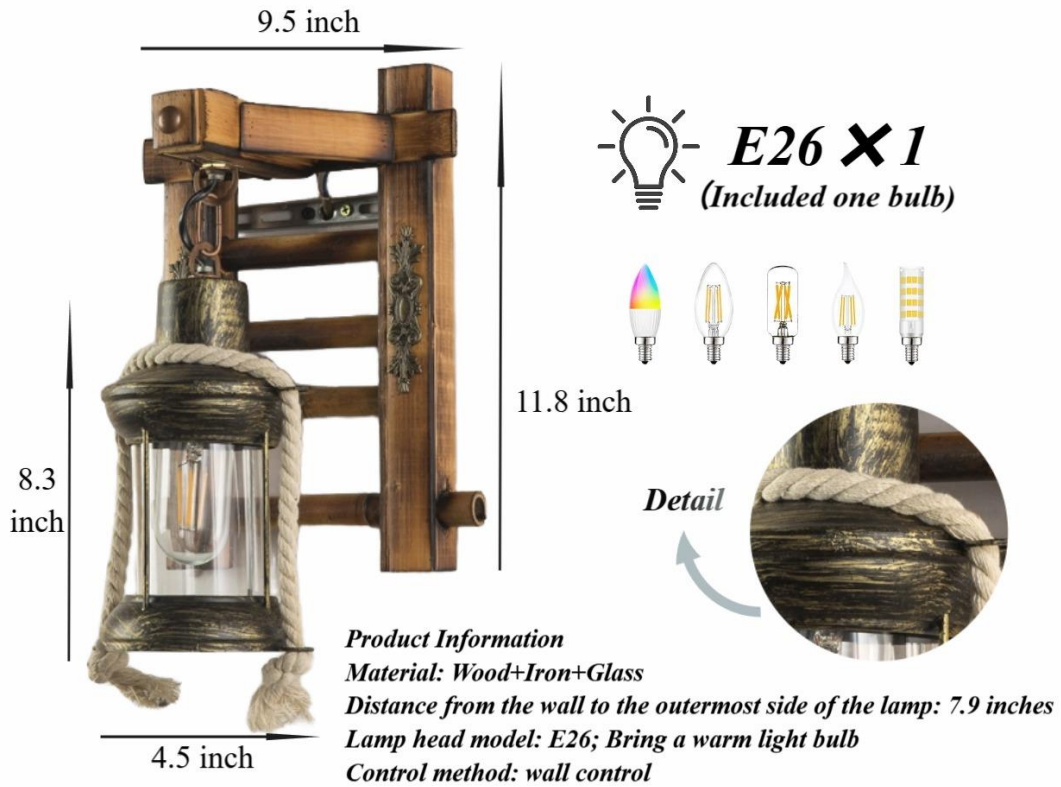 9.5 inch
E26 × 1
(Included one bulb)
11.8 inch
8.3
inch
Detail
Product Information
Material: Wood+Iron+Glass
Distance from the wall to the outermost side of the lamp: 7.9 inches
Lamp head model: E26; Bring a warm light bulb
Control method: wall control
4.5 inch